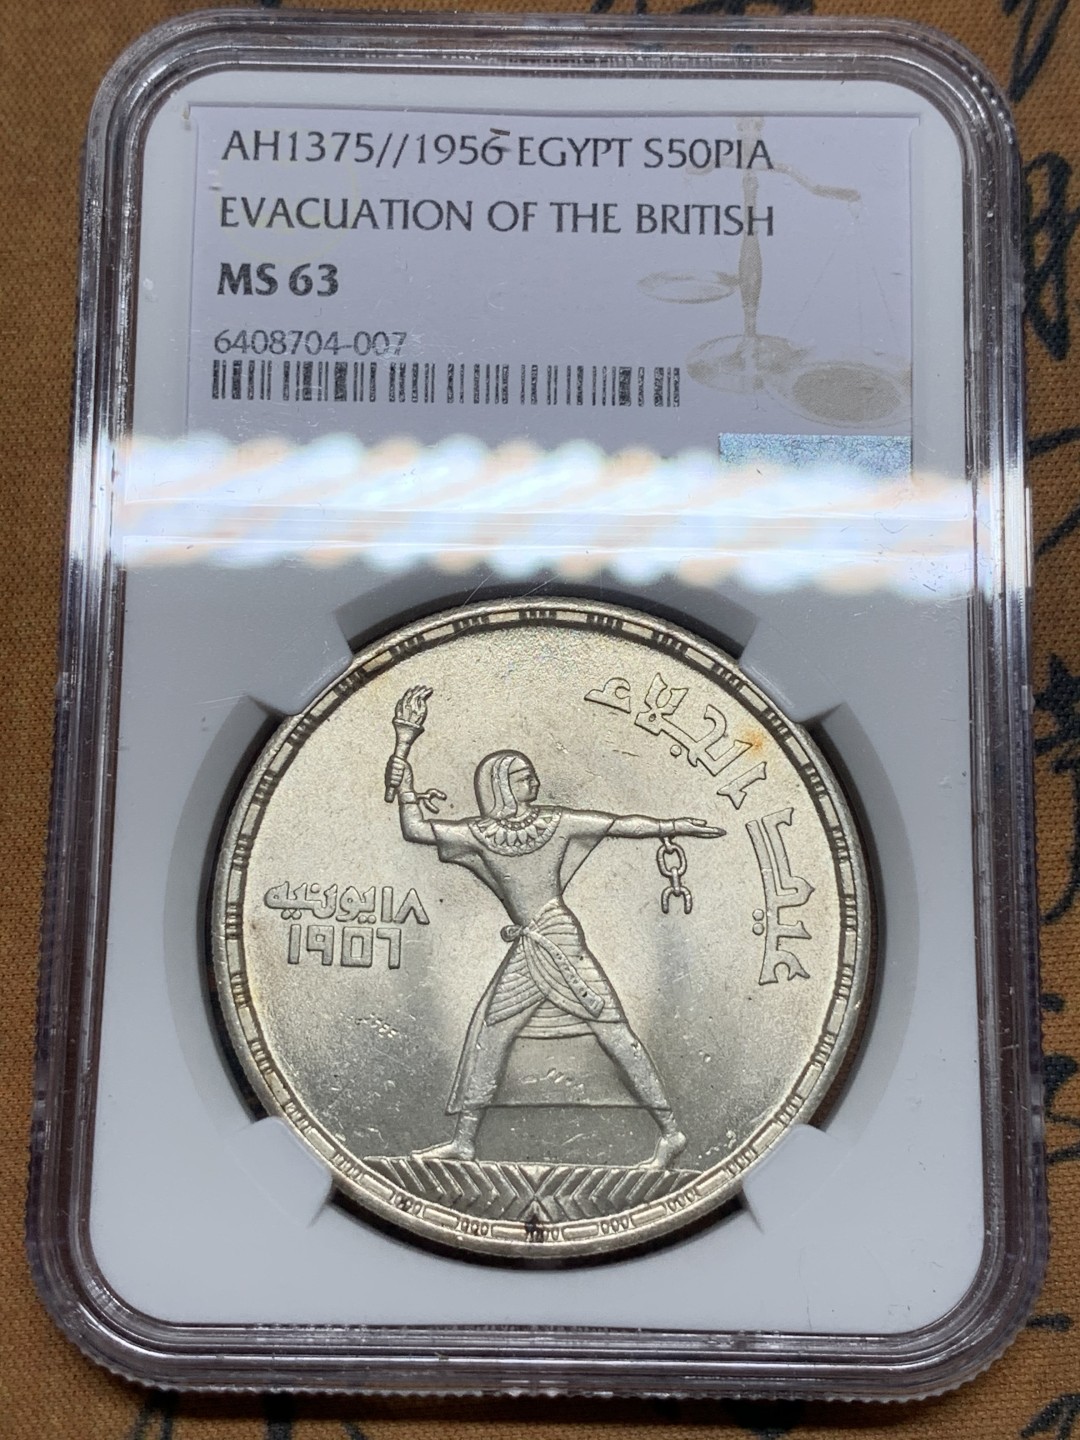 AH1375//1956 EGYPT S50PIA
EVACUATION OF THE BRITISH
MS 63
6408704-007
عيد الجلاء
١٨ يونيه
١٩٥٦